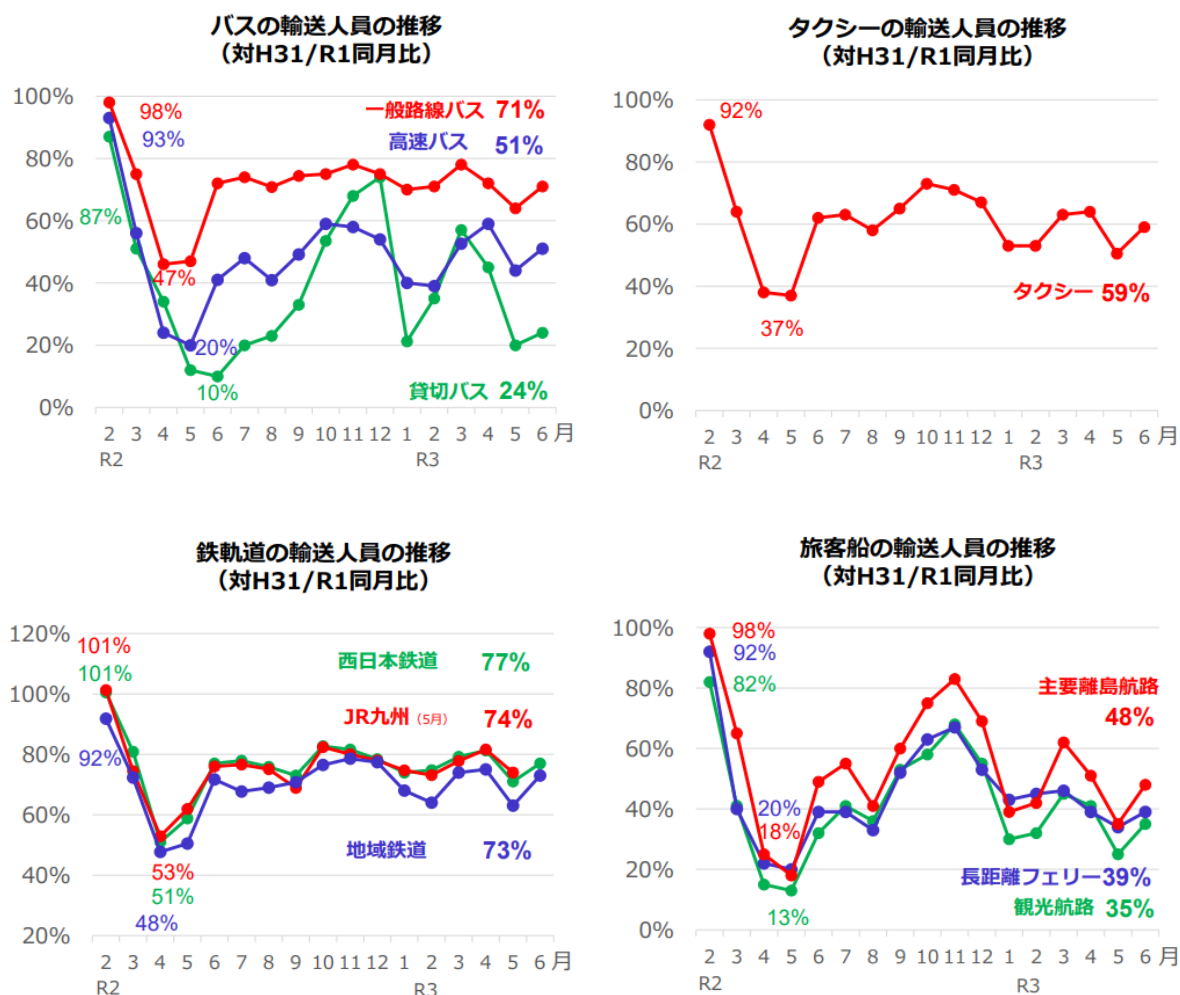 バスの輸送人員の推移
（対H31/R1同月比）
100%
80%
60%
40%
20%
0%
98%
93%
87%
47%
20%
10%
一般路線バス 71%
高速バス 51%
貸切バス 24%
2 3 4 5 6 7 8 9 10 11 12 1 2 3 4 5 6 月
R2 R3
タクシーの輸送人員の推移
（対H31/R1同月比）
100%
80%
60%
40%
20%
0%
92%
37%
タクシー 59%
2 3 4 5 6 7 8 9 10 11 12 1 2 3 4 5 6 月
R2 R3
鉄軌道の輸送人員の推移
（対H31/R1同月比）
120%
100%
80%
60%
40%
20%
101%
101%
92%
53%
51%
48%
西日本鉄道 77%
JR九州（5月） 74%
地域鉄道 73%
2 3 4 5 6 7 8 9 10 11 12 1 2 3 4 5 6 月
R2 R3
旅客船の輸送人員の推移
（対H31/R1同月比）
100%
80%
60%
40%
20%
0%
98%
92%
82%
20%
18%
13%
主要離島航路
48%
長距離フェリー39%
観光航路 35%
2 3 4 5 6 7 8 9 10 11 12 1 2 3 4 5 6 月
R2 R3